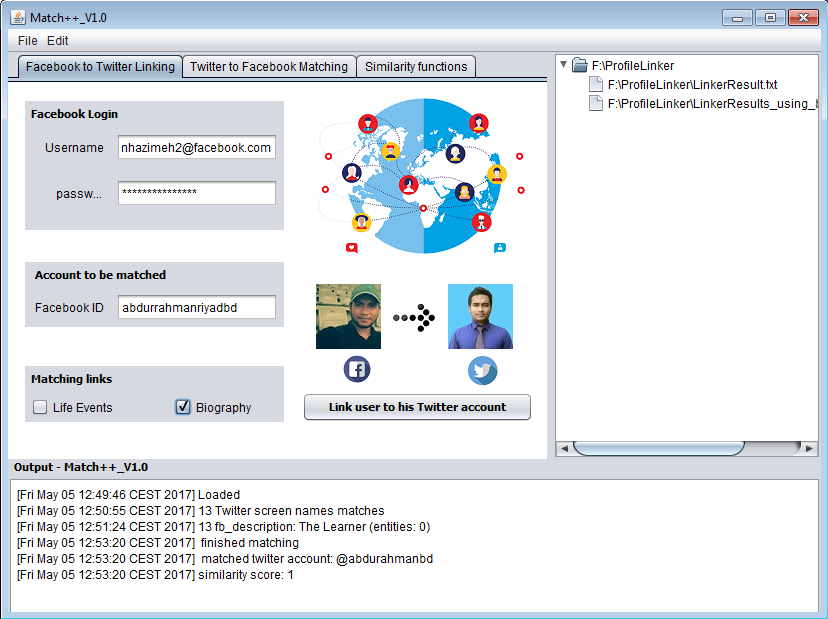 Match++_V1.0
File Edit
Facebook to Twitter Linking Twitter to Facebook Matching Similarity functions
Facebook Login
Username nhazimeh2@facebook.com
passw... ***************
Account to be matched
Facebook ID abdurrahmanriyadbd
Matching links
Life Events Biography
Link user to his Twitter account
F:\ProfileLinker
F:\ProfileLinker\LinkerResult.txt
F:\ProfileLinker\LinkerResults_using_b
Output - Match++_V1.0
[Fri May 05 12:49:46 CEST 2017] Loaded
[Fri May 05 12:50:55 CEST 2017] 13 Twitter screen names matches
[Fri May 05 12:51:24 CEST 2017] 13 fb_description: The Learner (entities: 0)
[Fri May 05 12:53:20 CEST 2017] finished matching
[Fri May 05 12:53:20 CEST 2017] matched twitter account: @abdurahmanbd
[Fri May 05 12:53:20 CEST 2017] similarity score: 1